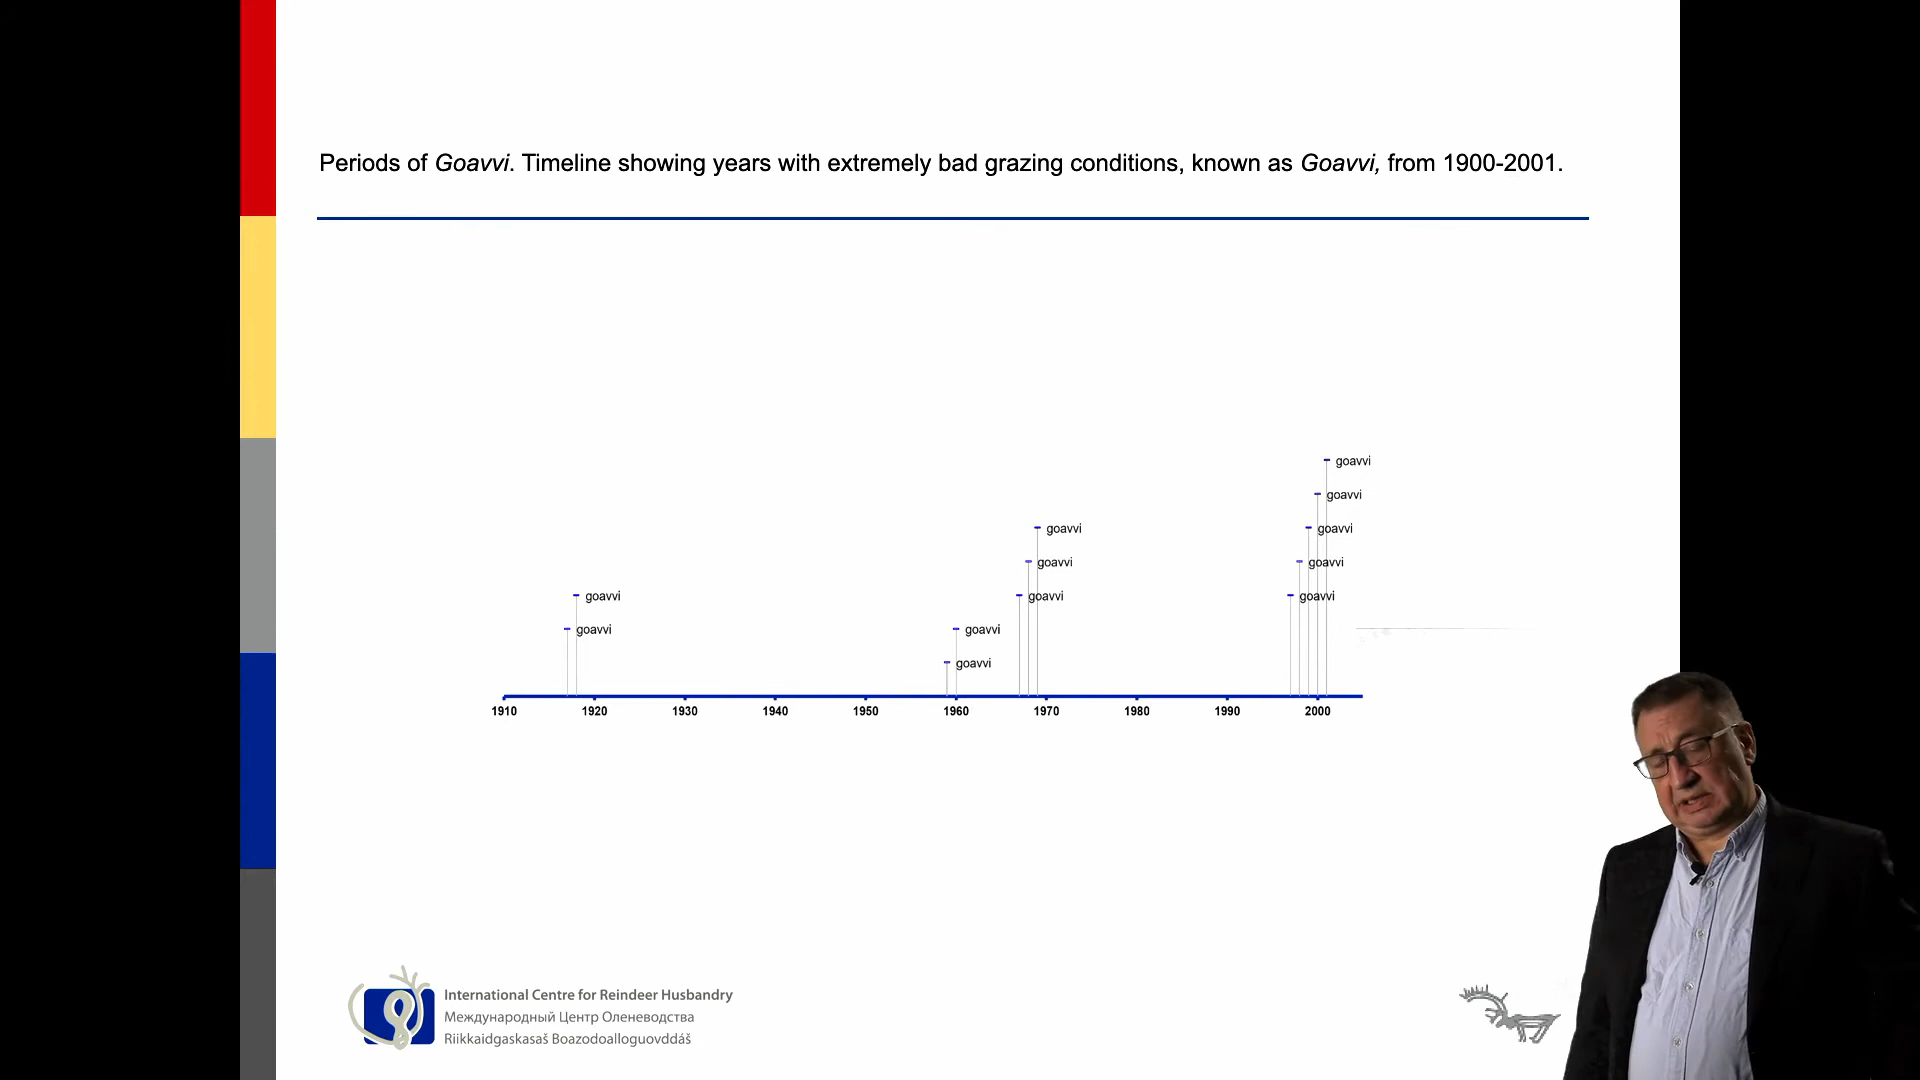 Periods of Goavvi. Timeline showing years with extremely bad grazing conditions, known as Goavvi, from 1900-2001.
goavvi
goavvi
goavvi
goavvi
goavvi
goavvi
goavvi
goavvi
goavvi
goavvi
goavvi
goavvi
1910 1920 1930 1940 1950 1960 1970 1980 1990 2000
International Centre for Reindeer Husbandry
Международный Центр Оленеводства
Riikkaidgaskasaš Boazodoalloguovddáš